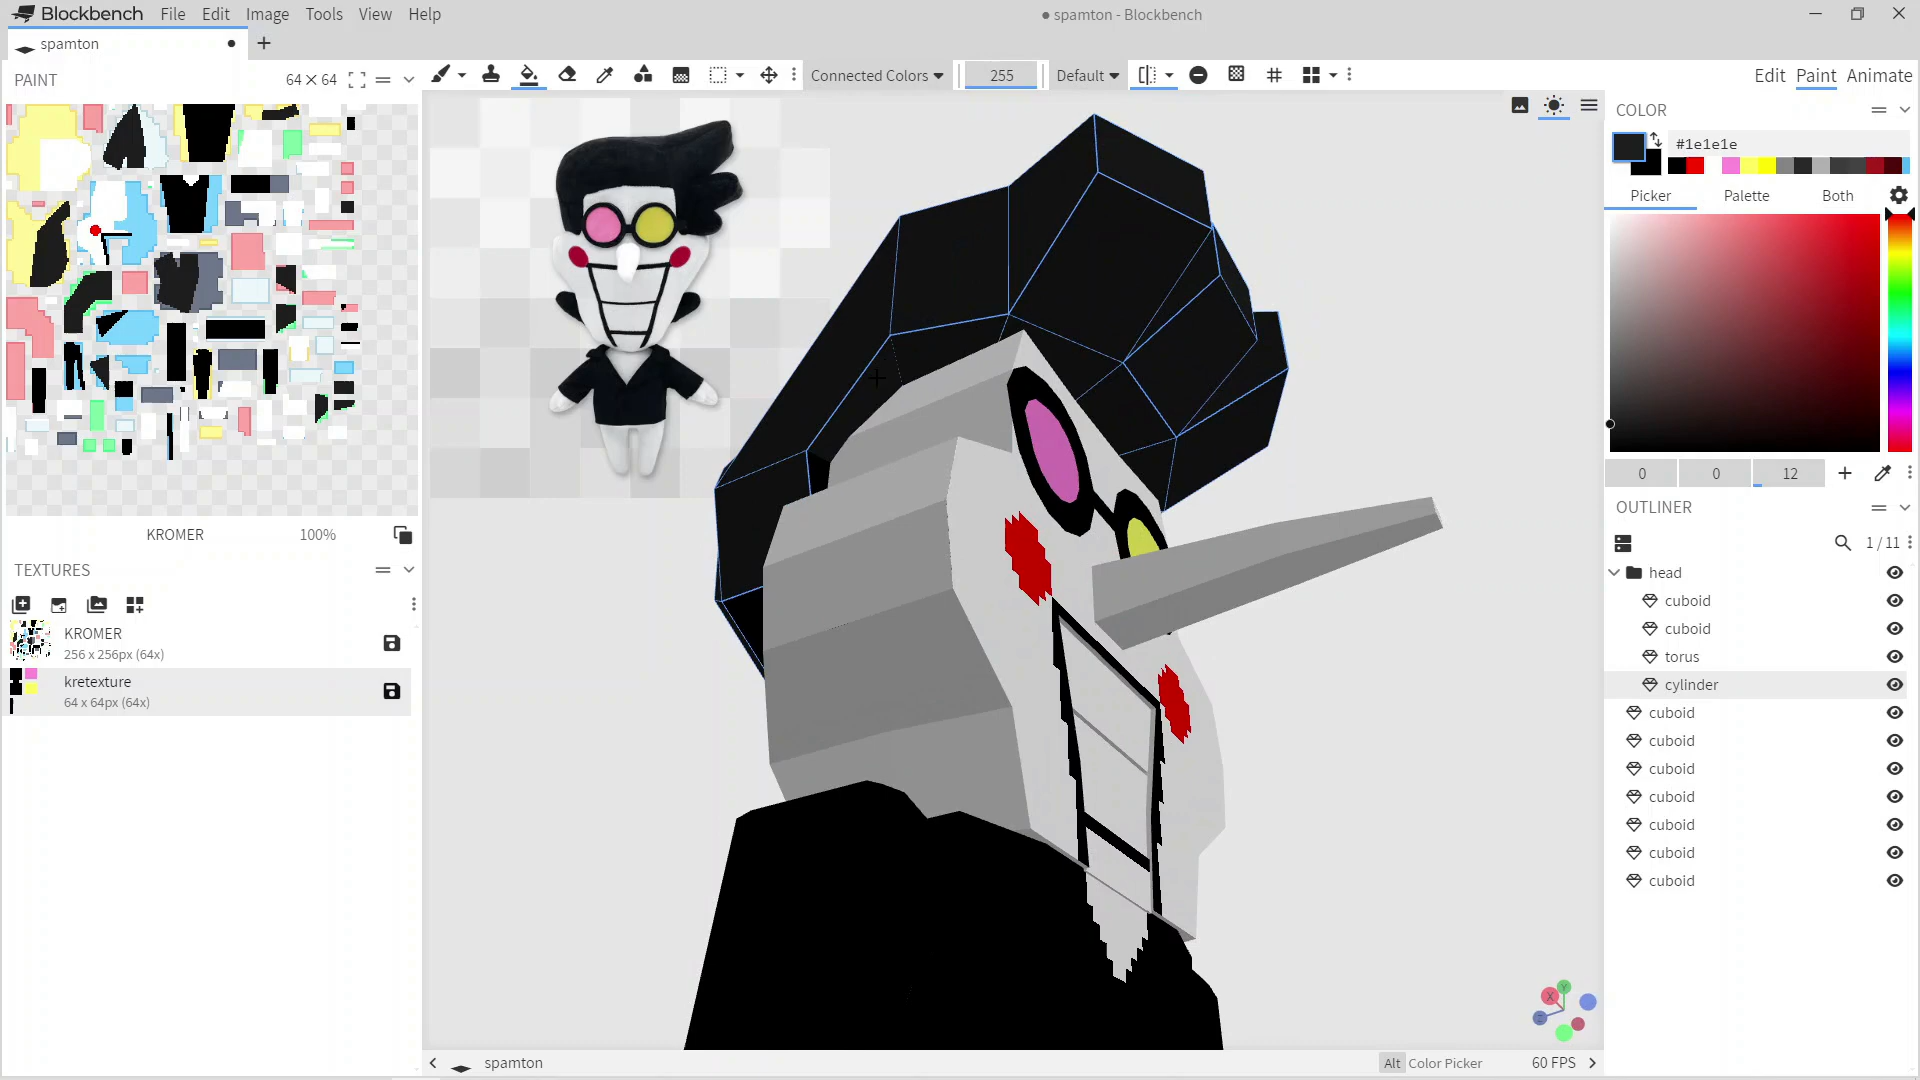 Blockbench
File Edit Image Tools View Help
● spamton - Blockbench
spamton
PAINT
64 × 64
Connected Colors
255
Default
Edit Paint Animate
COLOR
#1e1e1e
Picker Palette Both
0 0 12
KROMER 100%
TEXTURES
KROMER
256 x 256px (64x)
kretexture
64 x 64px (64x)
OUTLINER
1 / 11
head
cuboid
cuboid
torus
cylinder
cuboid
cuboid
cuboid
cuboid
cuboid
cuboid
cuboid
X
Y
Z
spamton
Alt Color Picker
60 FPS